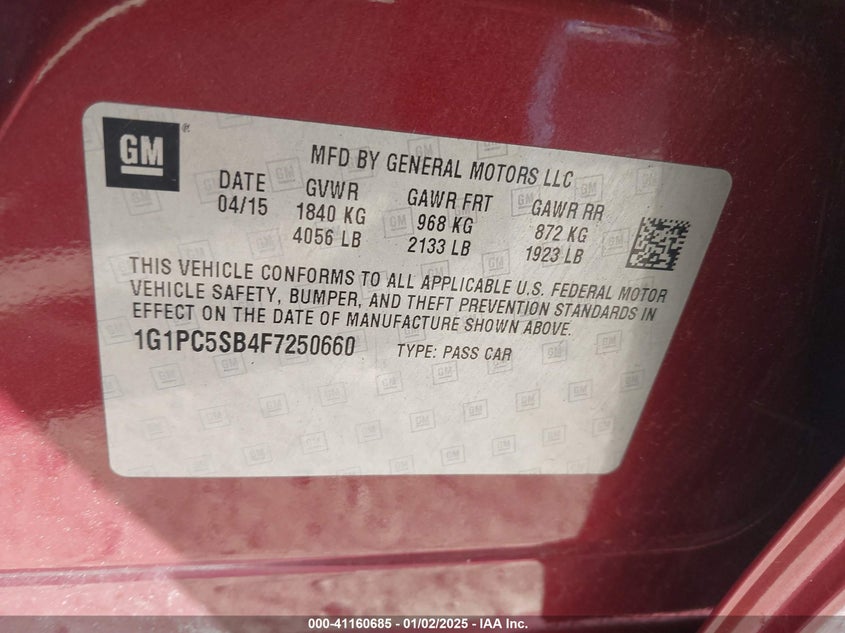 GM
MFD BY GENERAL MOTORS LLC
DATE GVWR GAWR FRT GAWR RR
04/15 1840 KG 968 KG 872 KG
4056 LB 2133 LB 1923 LB
THIS VEHICLE CONFORMS TO ALL APPLICABLE U.S. FEDERAL MOTOR
VEHICLE SAFETY, BUMPER, AND THEFT PREVENTION STANDARDS IN
EFFECT ON THE DATE OF MANUFACTURE SHOWN ABOVE.
1G1PC5SB4F7250660 TYPE: PASS CAR
000-41160685 - 01/02/2025 - IAA Inc.